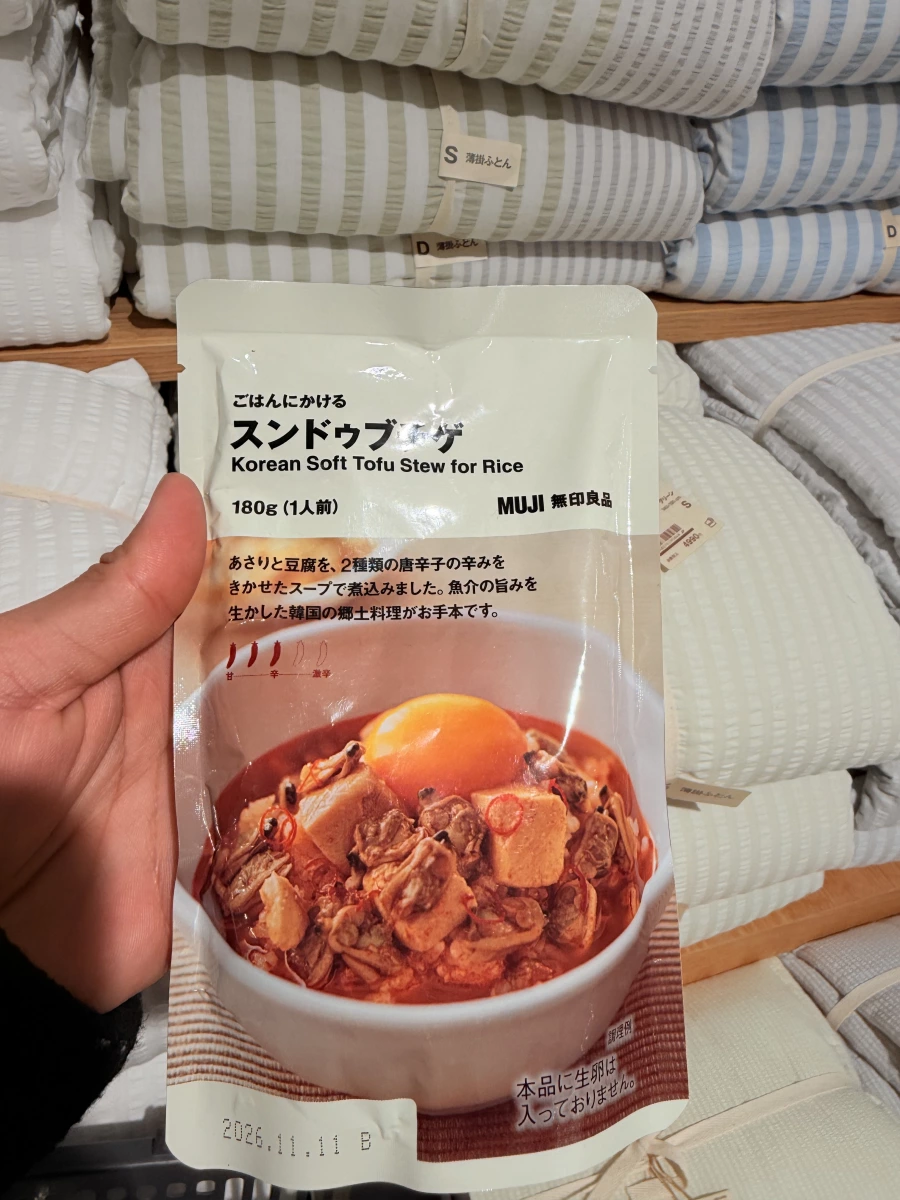 S 薄掛ふとん
D 薄掛ふとん
D
ごはんにかける
スンドゥブチゲ
Korean Soft Tofu Stew for Rice
180g (1人前)
MUJI 無印良品
あさりと豆腐を、2種類の唐辛子の辛みを
きかせたスープで煮込みました。魚介の旨みを
生かした韓国の郷土料理がお手本です。
甘 辛 激辛
S
4990
薄掛ふとん
調理例
本品に生卵は
入っておりません。
2026.11.11 B